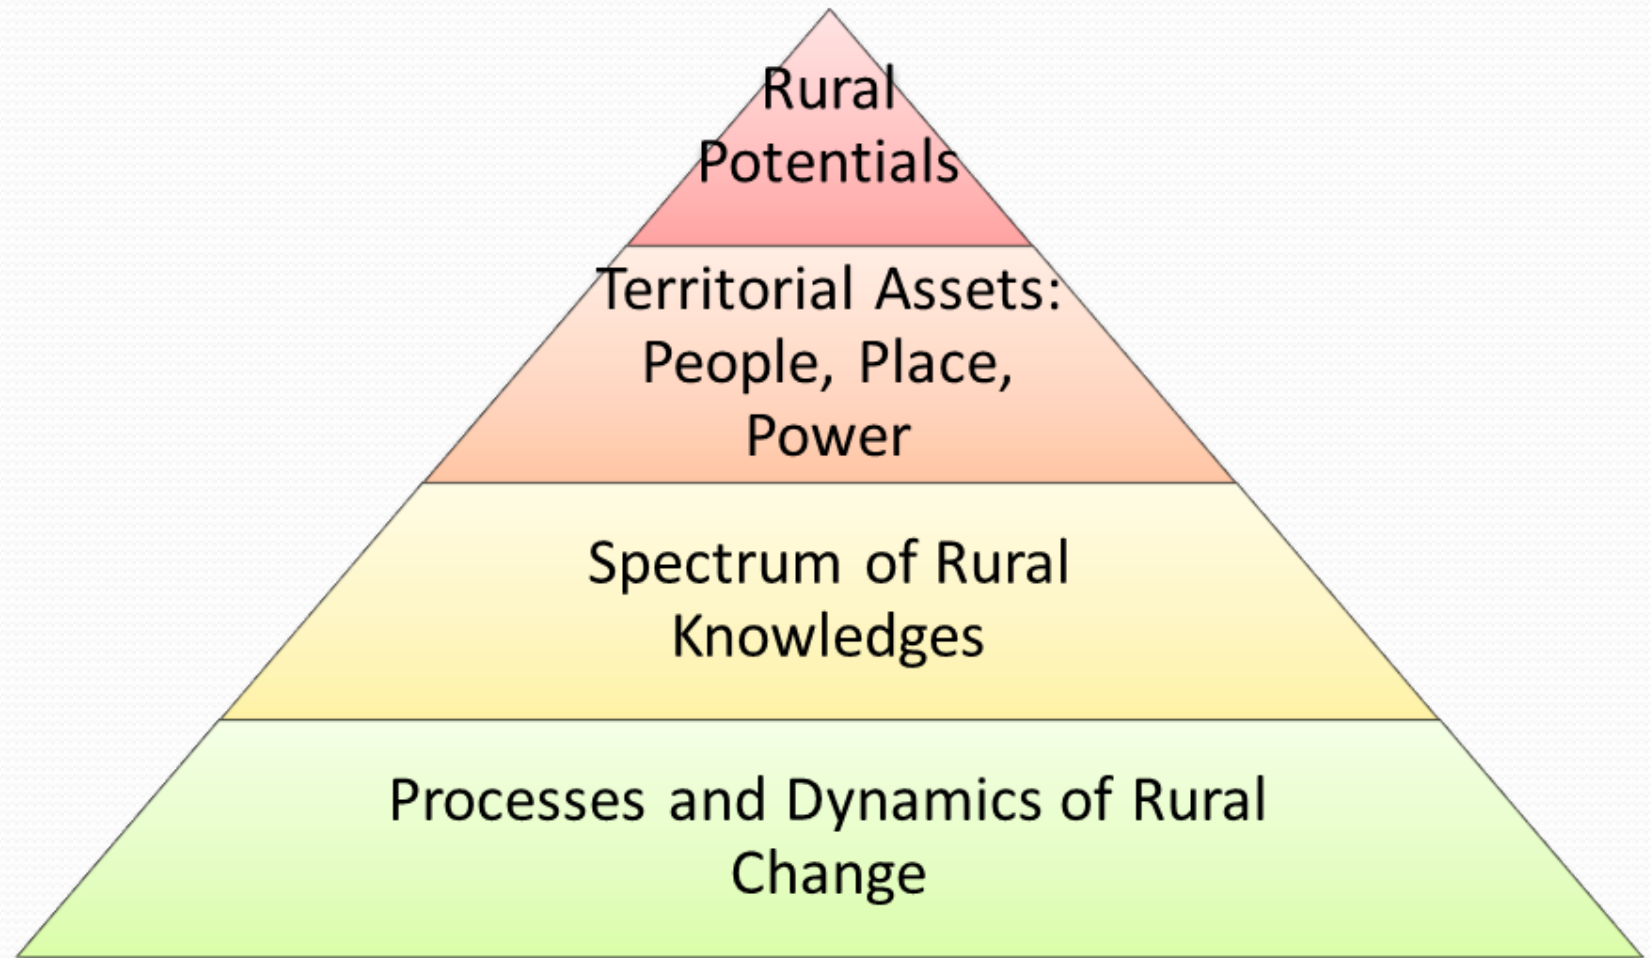 Rural
Potentials
Territorial Assets:
People, Place,
Power
Spectrum of Rural
Knowledges
Processes and Dynamics of Rural
Change